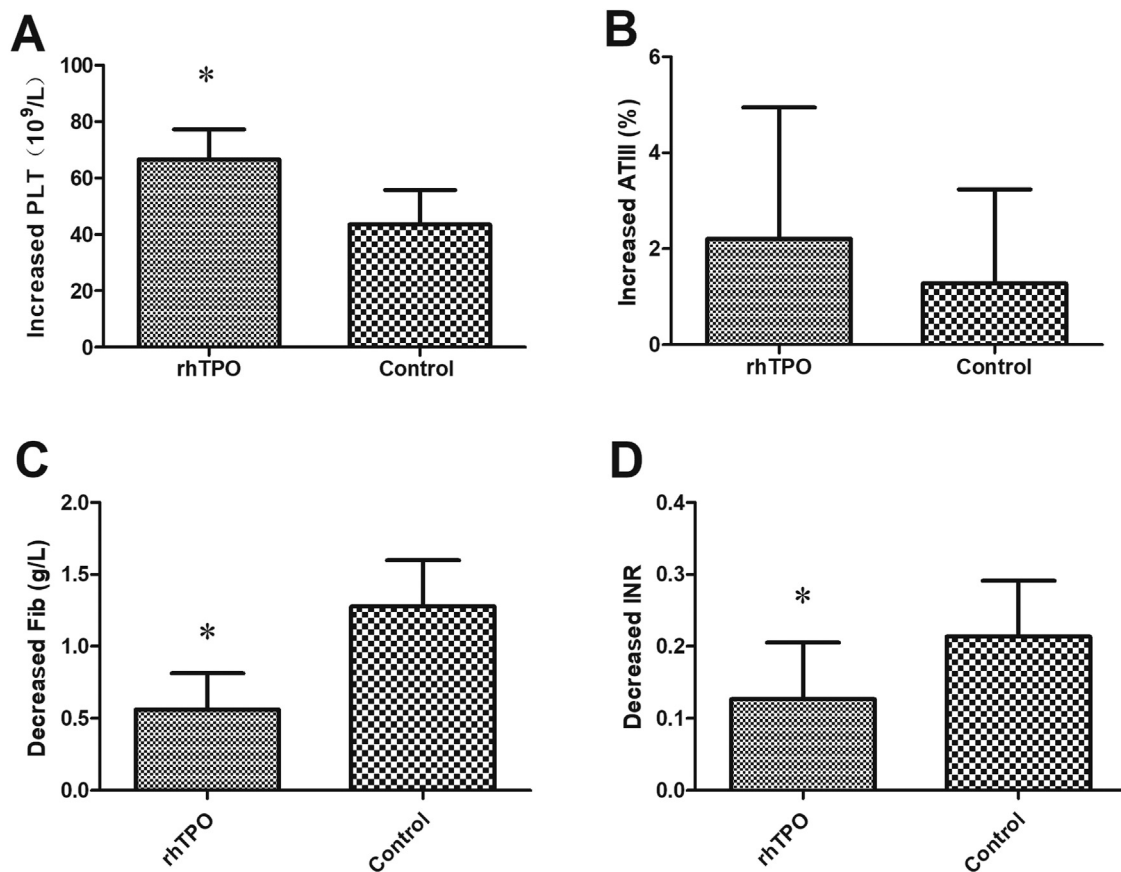 A
Increased PLT（10⁹/L）
100
80
60
40
20
0
*
rhTPO
Control
B
Increased ATIII (%)
6
4
2
0
rhTPO
Control
C
Decreased Fib (g/L)
2.0
1.5
1.0
0.5
0.0
*
rhTPO
Control
D
Decreased INR
0.4
0.3
0.2
0.1
0.0
*
rhTPO
Control